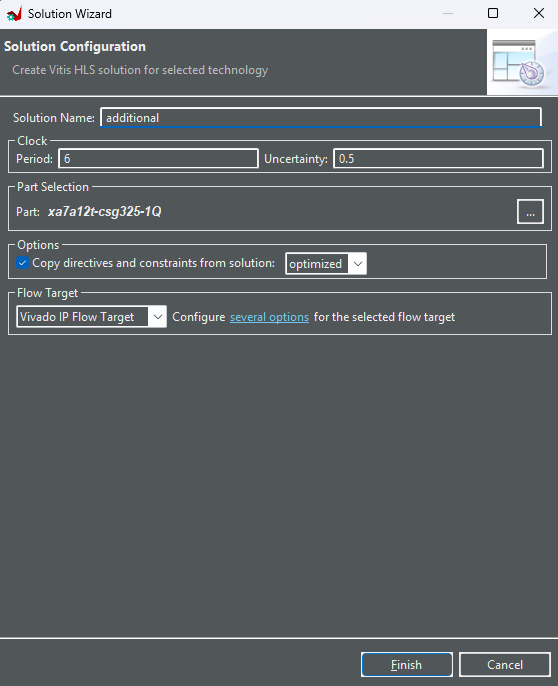 Solution Wizard
Solution Configuration
Create Vitis HLS solution for selected technology
Solution Name: additional
Clock
Period: 6 Uncertainty: 0.5
Part Selection
Part: xa7a12t-csg325-1Q ...
Options
Copy directives and constraints from solution: optimized
Flow Target
Vivado IP Flow Target Configure several options for the selected flow target
Finish Cancel